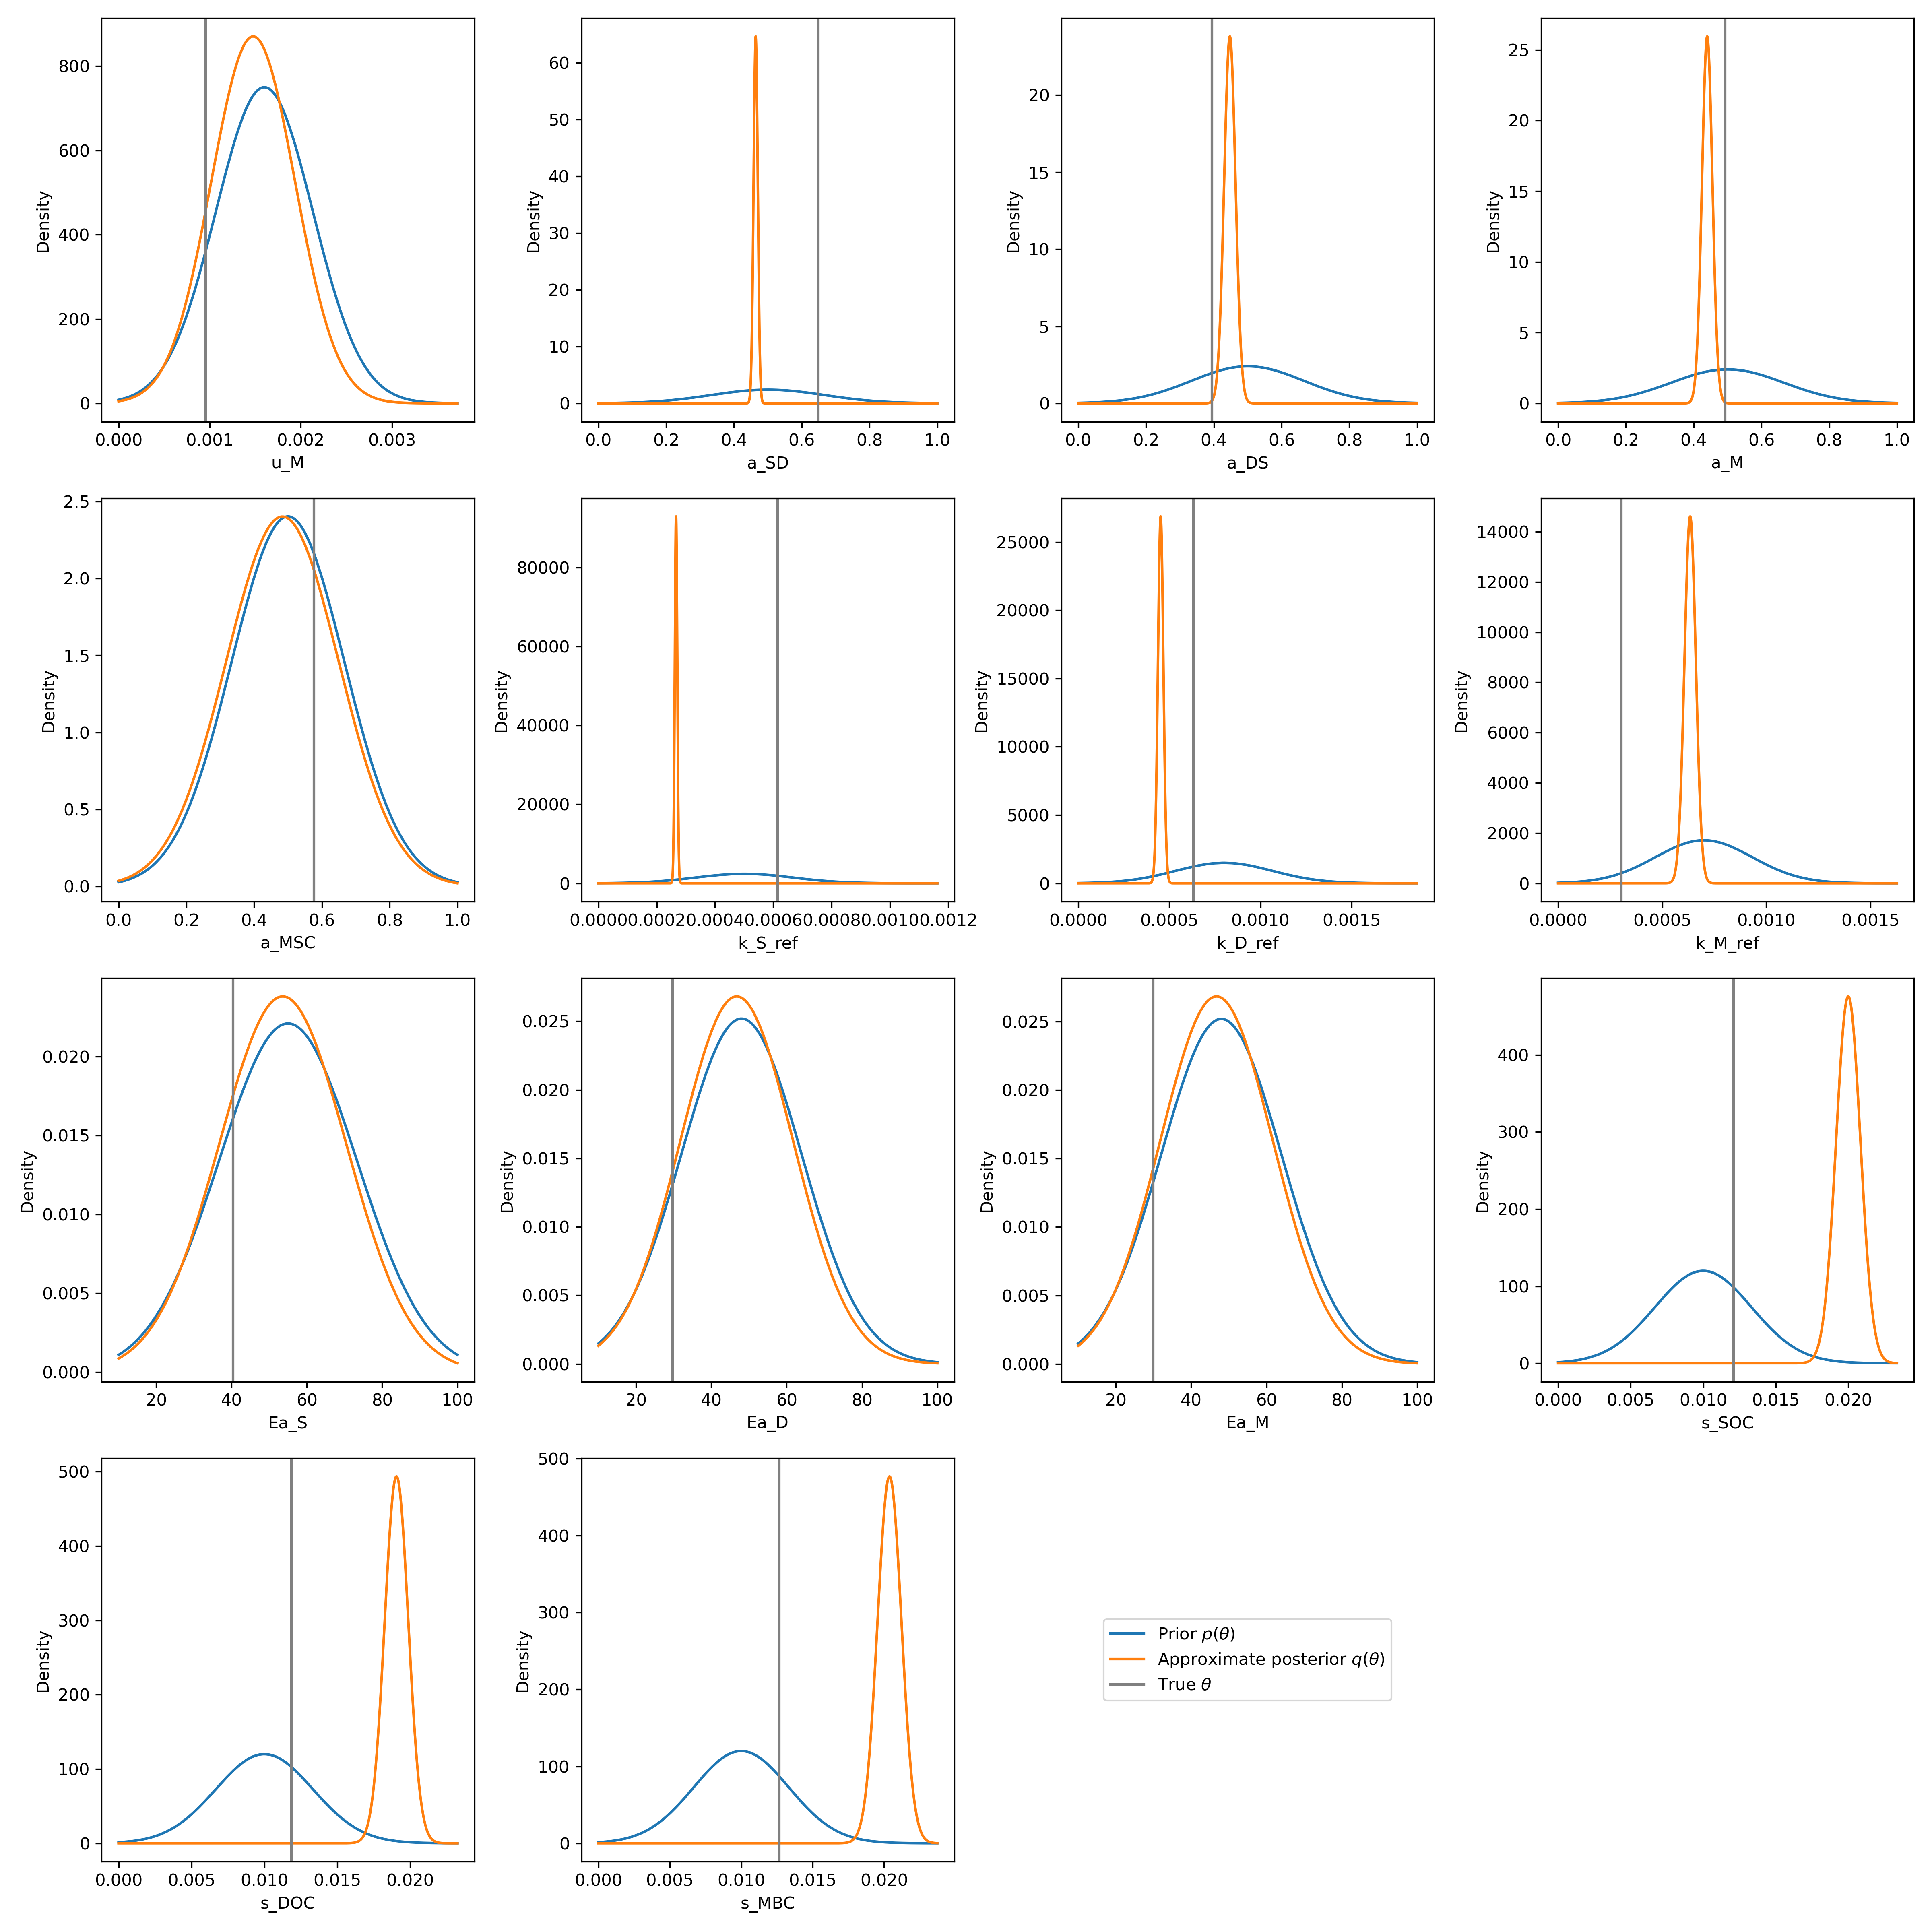 800
600
400
200
0
Density
0.000 0.001 0.002 0.003
u_M
60
50
40
30
20
10
0
Density
0.0 0.2 0.4 0.6 0.8 1.0
a_SD
20
15
10
5
0
Density
0.0 0.2 0.4 0.6 0.8 1.0
a_DS
25
20
15
10
5
0
Density
0.0 0.2 0.4 0.6 0.8 1.0
a_M
2.5
2.0
1.5
1.0
0.5
0.0
Density
0.0 0.2 0.4 0.6 0.8 1.0
a_MSC
80000
60000
40000
20000
0
Density
0.0000 0.0002 0.0004 0.0006 0.0008 0.0010 0.0012
k_S_ref
25000
20000
15000
10000
5000
0
Density
0.0000 0.0005 0.0010 0.0015
k_D_ref
14000
12000
10000
8000
6000
4000
2000
0
Density
0.0000 0.0005 0.0010 0.0015
k_M_ref
0.020
0.015
0.010
0.005
0.000
Density
20 40 60 80 100
Ea_S
0.025
0.020
0.015
0.010
0.005
0.000
Density
20 40 60 80 100
Ea_D
0.025
0.020
0.015
0.010
0.005
0.000
Density
20 40 60 80 100
Ea_M
400
300
200
100
0
Density
0.000 0.005 0.010 0.015 0.020
s_SOC
500
400
300
200
100
0
Density
0.000 0.005 0.010 0.015 0.020
s_DOC
500
400
300
200
100
0
Density
0.000 0.005 0.010 0.015 0.020
s_MBC
Prior p(θ)
Approximate posterior q(θ)
True θ